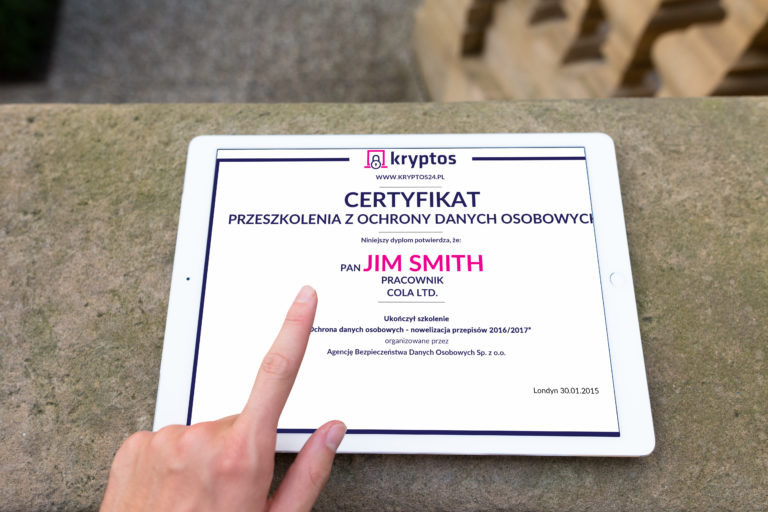 kryptos
WWW.KRYPTOS24.PL
CERTYFIKAT
PRZESZKOLENIA Z OCHRONY DANYCH OSOBOWYCH
Niniejszy dyplom potwierdza, że:
PAN JIM SMITH
PRACOWNIK
COLA LTD.
Ukończył szkolenie
Ochrona danych osobowych - nowelizacja przepisów 2016/2017"
organizowane przez
Agencję Bezpieczeństwa Danych Osobowych Sp. z o.o.
Londyn 30.01.2015